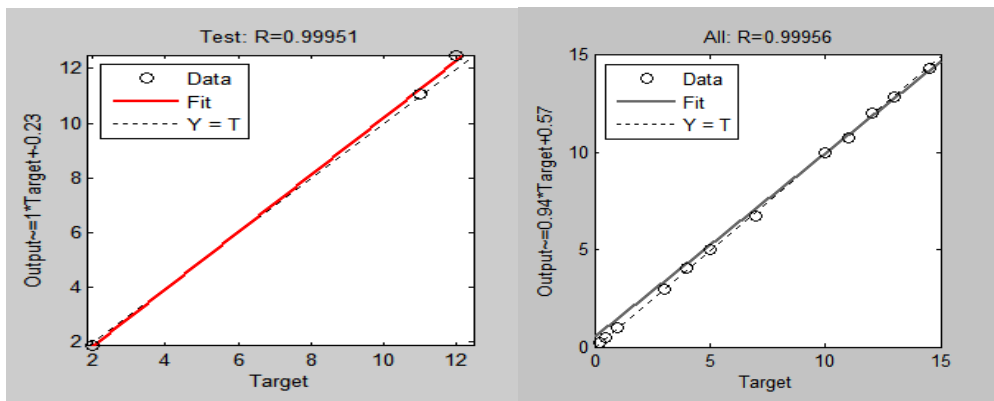 Test: R=0.99951
Output~=1*Target+-0.23
12
10
8
6
4
2
Data
Fit
Y = T
2
4
6
8
10
12
Target
All: R=0.99956
Output~=0.94*Target+0.57
15
10
5
0
Data
Fit
Y = T
0
5
10
15
Target